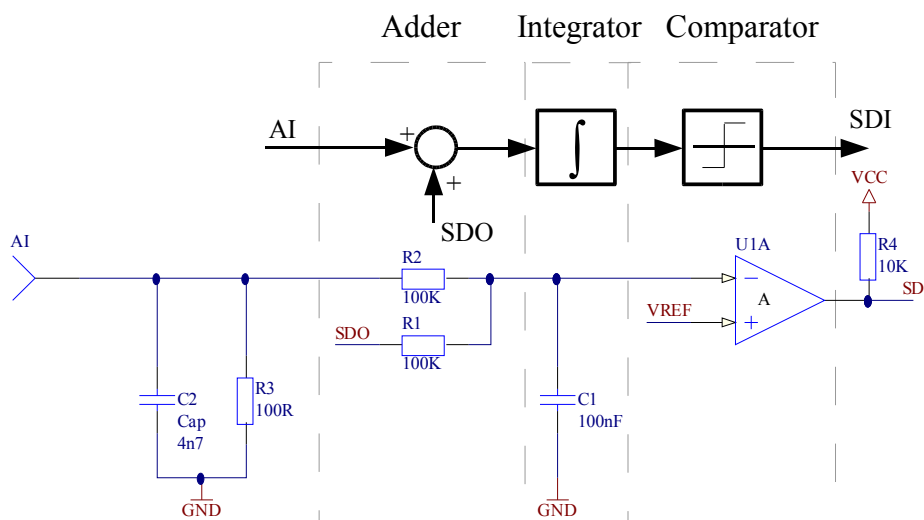 Adder Integrator Comparator
AI
+
+
∫
SDI
SDO
VCC
AI
R2
100K
U1A
R4
10K
A
−
+
VREF
SD
SDO
R1
100K
R3
100R
C2
Cap
4n7
C1
100nF
GND
GND